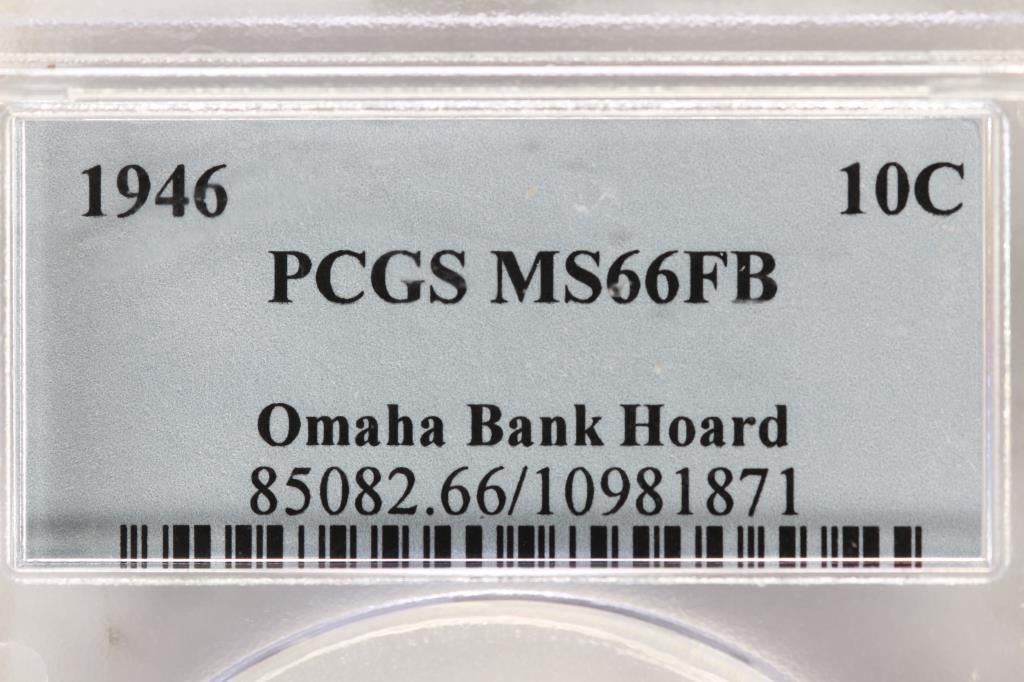 1946 10C
PCGS MS66FB
Omaha Bank Hoard
85082.66/10981871